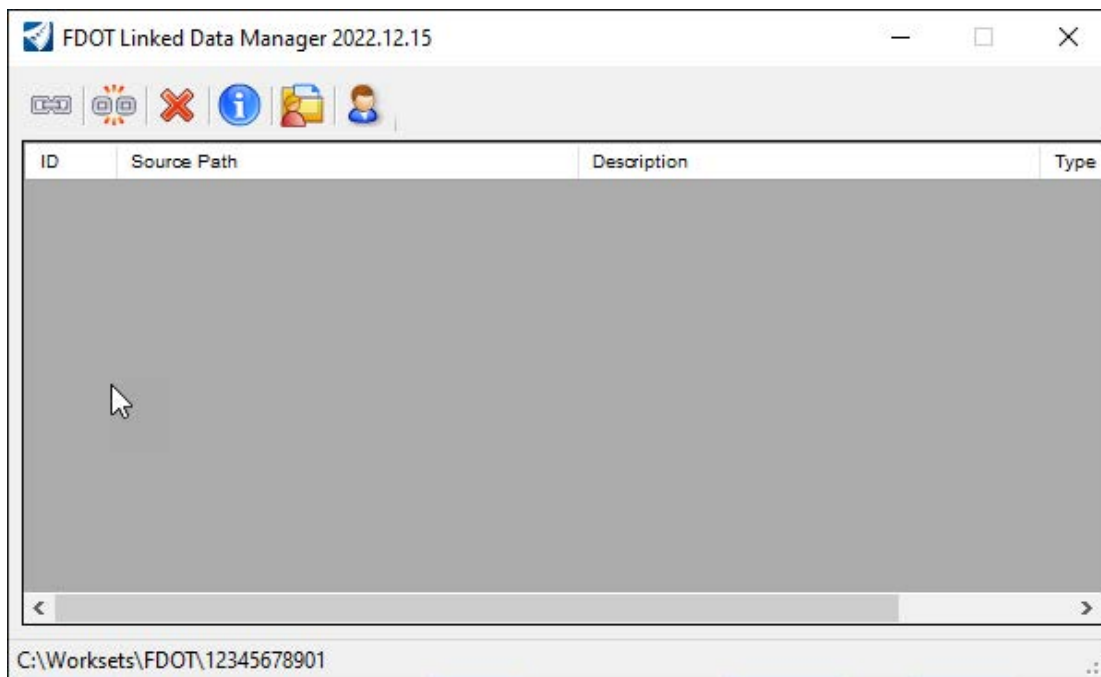 FDOT Linked Data Manager 2022.12.15
ID Source Path Description Type
C:\Worksets\FDOT\12345678901